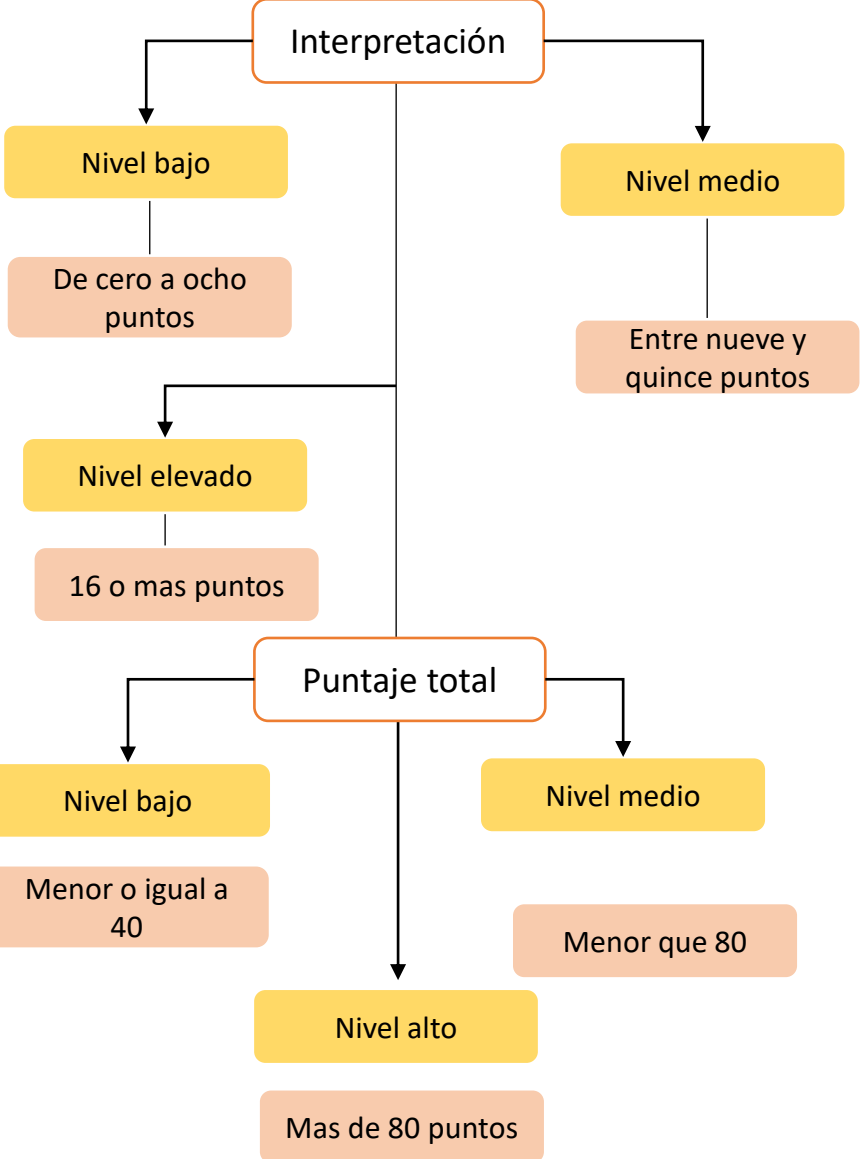 Interpretación
Nivel bajo
Nivel medio
De cero a ocho
puntos
Entre nueve y
quince puntos
Nivel elevado
16 o mas puntos
Puntaje total
Nivel bajo
Nivel medio
Menor o igual a
40
Menor que 80
Nivel alto
Mas de 80 puntos